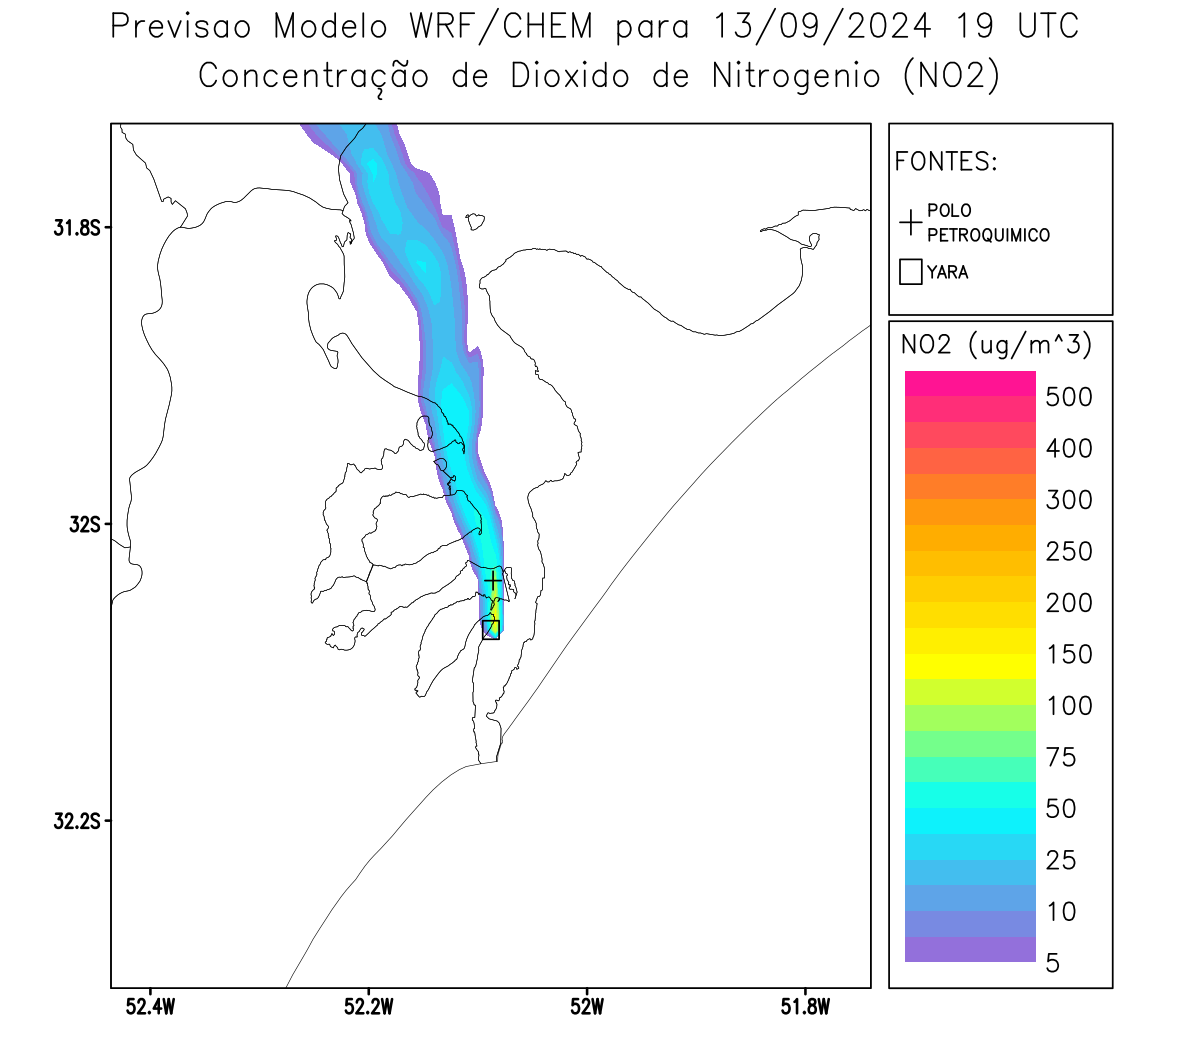 Previsao Modelo WRF/CHEM para 13/09/2024 19 UTC
Concentração de Dioxido de Nitrogenio (NO2)
FONTES:
POLO
PETROQUIMICO
YARA
31.8S
32S
32.2S
52.4W
52.2W
52W
51.8W
NO2 (ug/m^3)
500
400
300
250
200
150
100
75
50
25
10
5